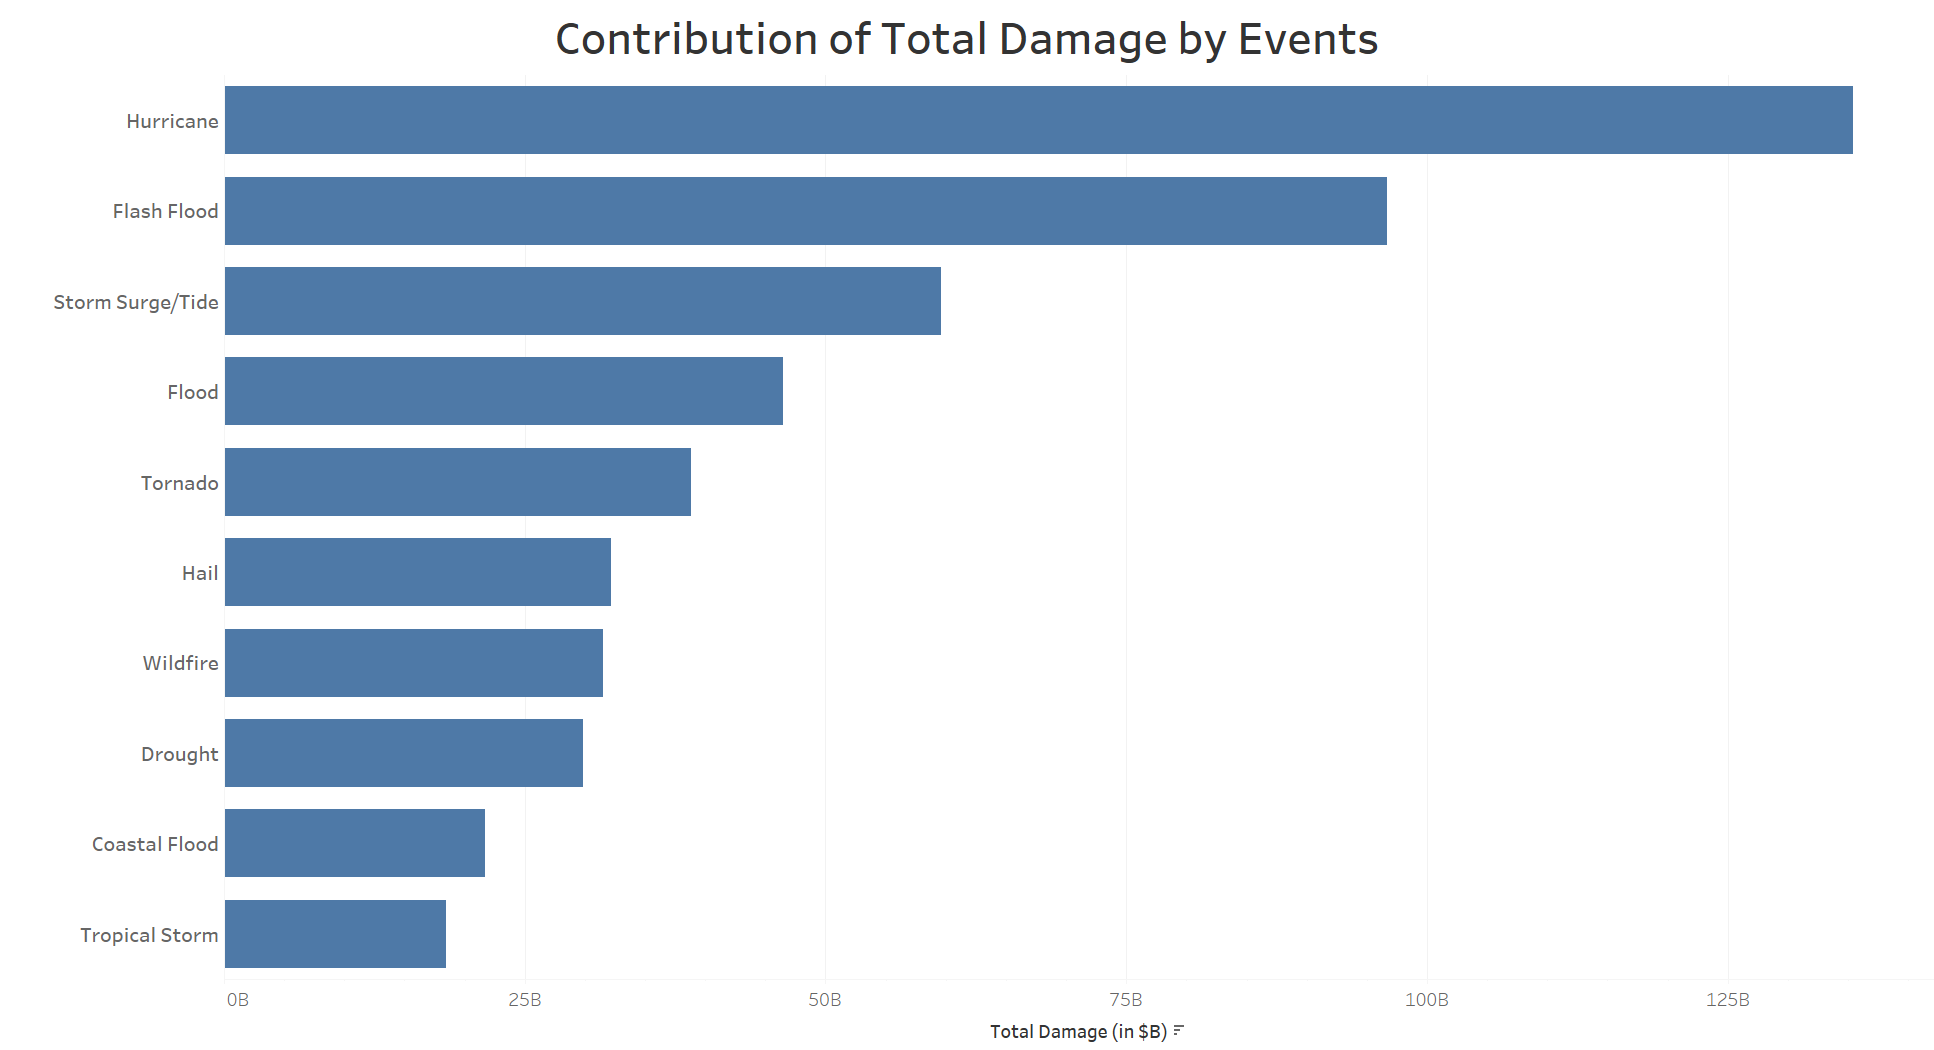 Contribution of Total Damage by Events
Hurricane
Flash Flood
Storm Surge/Tide
Flood
Tornado
Hail
Wildfire
Drought
Coastal Flood
Tropical Storm
0B 25B 50B 75B 100B 125B
Total Damage (in $B)